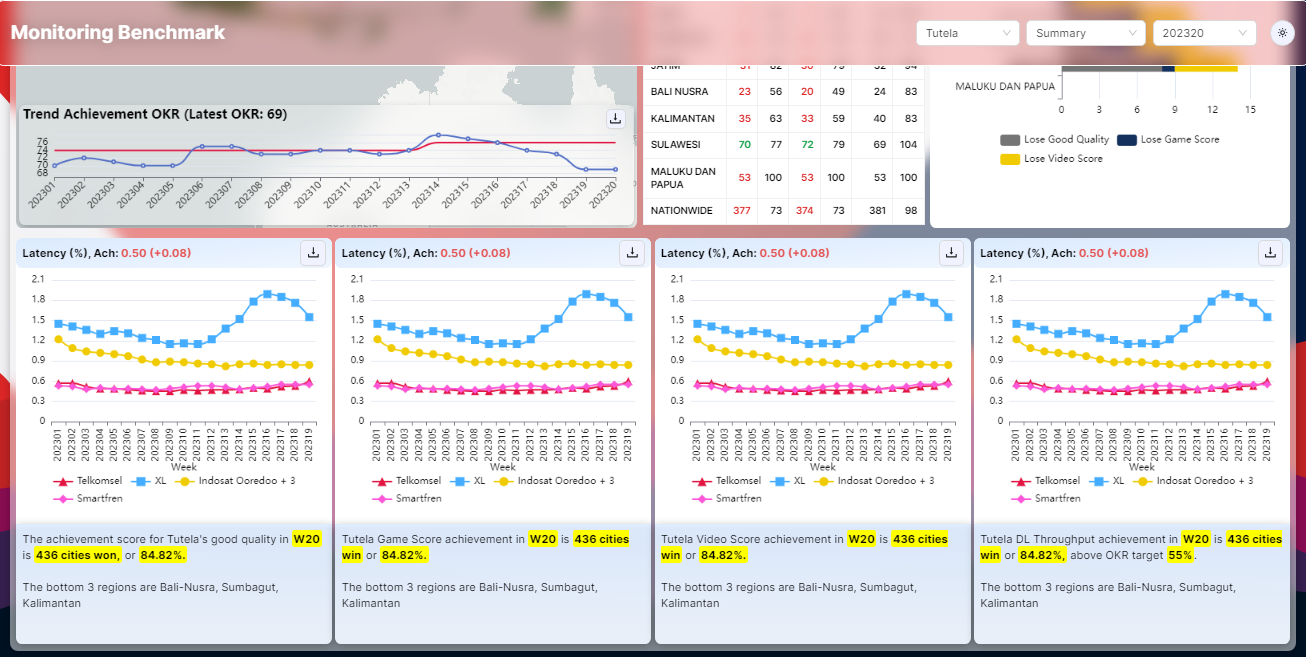 Monitoring Benchmark
Tutela
Summary
202320
Trend Achievement OKR (Latest OKR: 69)
76
74
72
70
68
202301 202302 202303 202304 202305 202306 202307 202308 202309 202310 202311 202312 202313 202314 202315 202316 202317 202318 202319 202320
BALI NUSRA 23 56 20 49 24 83
KALIMANTAN 35 63 33 59 40 83
SULAWESI 70 77 72 79 69 104
MALUKU DAN
PAPUA 53 100 53 100 53 100
NATIONWIDE 377 73 374 73 381 98
MALUKU DAN PAPUA
0 3 6 9 12 15
Lose Good Quality Lose Game Score
Lose Video Score
Latency (%), Ach: 0.50 (+0.08)
2.1
1.8
1.5
1.2
0.9
0.6
0.3
0
202301 202302 202303 202304 202305 202306 202307 202308 202309 202310 202311 202312 202313 202314 202315 202316 202317 202318 202319
Week
Telkomsel XL Indosat Ooredoo + 3
Smartfren
The achievement score for Tutela's good quality in W20
is 436 cities won, or 84.82%.
The bottom 3 regions are Bali-Nusra, Sumbagut,
Kalimantan
Latency (%), Ach: 0.50 (+0.08)
2.1
1.8
1.5
1.2
0.9
0.6
0.3
0
202301 202302 202303 202304 202305 202306 202307 202308 202309 202310 202311 202312 202313 202314 202315 202316 202317 202318 202319
Week
Telkomsel XL Indosat Ooredoo + 3
Smartfren
Tutela Game Score achievement in W20 is 436 cities
win or 84.82%.
The bottom 3 regions are Bali-Nusra, Sumbagut,
Kalimantan
Latency (%), Ach: 0.50 (+0.08)
2.1
1.8
1.5
1.2
0.9
0.6
0.3
0
202301 202302 202303 202304 202305 202306 202307 202308 202309 202310 202311 202312 202313 202314 202315 202316 202317 202318 202319
Week
Telkomsel XL Indosat Ooredoo + 3
Smartfren
Tutela Video Score achievement in W20 is 436 cities
win or 84.82%.
The bottom 3 regions are Bali-Nusra, Sumbagut,
Kalimantan
Latency (%), Ach: 0.50 (+0.08)
2.1
1.8
1.5
1.2
0.9
0.6
0.3
0
202301 202302 202303 202304 202305 202306 202307 202308 202309 202310 202311 202312 202313 202314 202315 202316 202317 202318 202319
Week
Telkomsel XL Indosat Ooredoo + 3
Smartfren
Tutela DL Throughput achievement in W20 is 436 cities
win or 84.82%, above OKR target 55%.
The bottom 3 regions are Bali-Nusra, Sumbagut,
Kalimantan